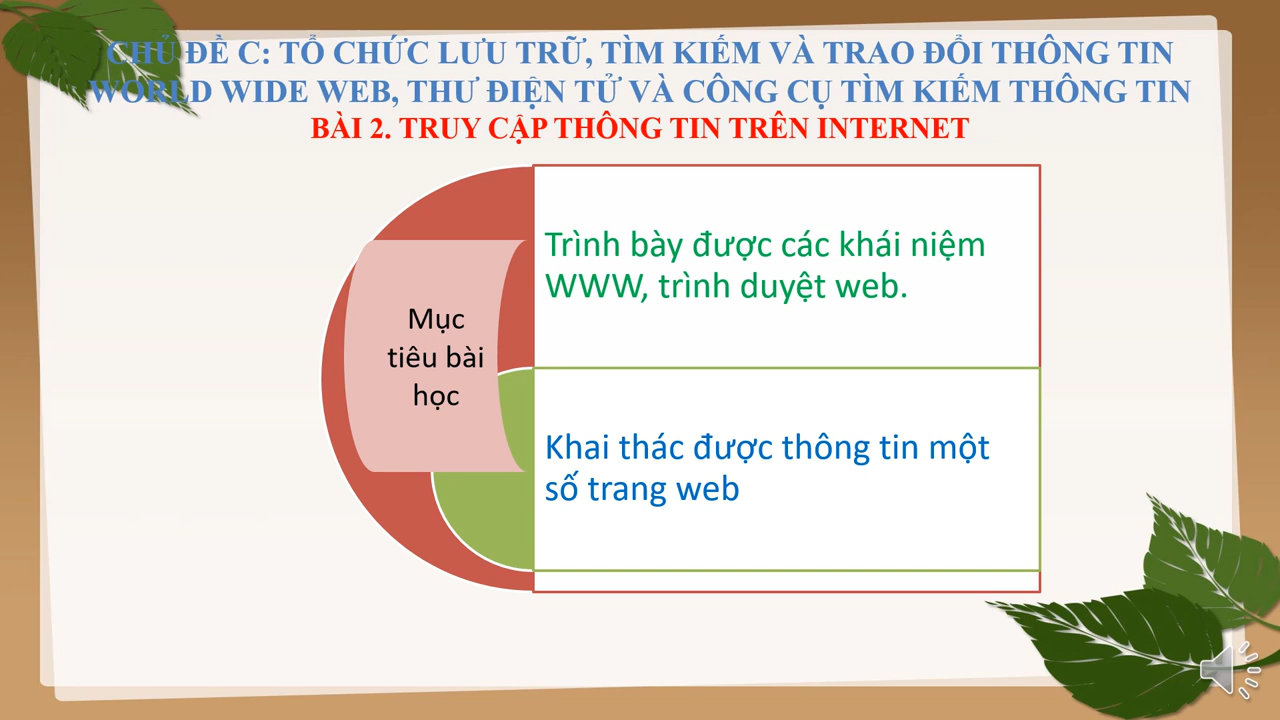 CHỦ ĐỀ C: TỔ CHỨC LƯU TRỮ, TÌM KIẾM VÀ TRAO ĐỔI THÔNG TIN
WORLD WIDE WEB, THƯ ĐIỆN TỬ VÀ CÔNG CỤ TÌM KIẾM THÔNG TIN
BÀI 2. TRUY CẬP THÔNG TIN TRÊN INTERNET
Mục
tiêu bài
học
Trình bày được các khái niệm
WWW, trình duyệt web.
Khai thác được thông tin một
số trang web